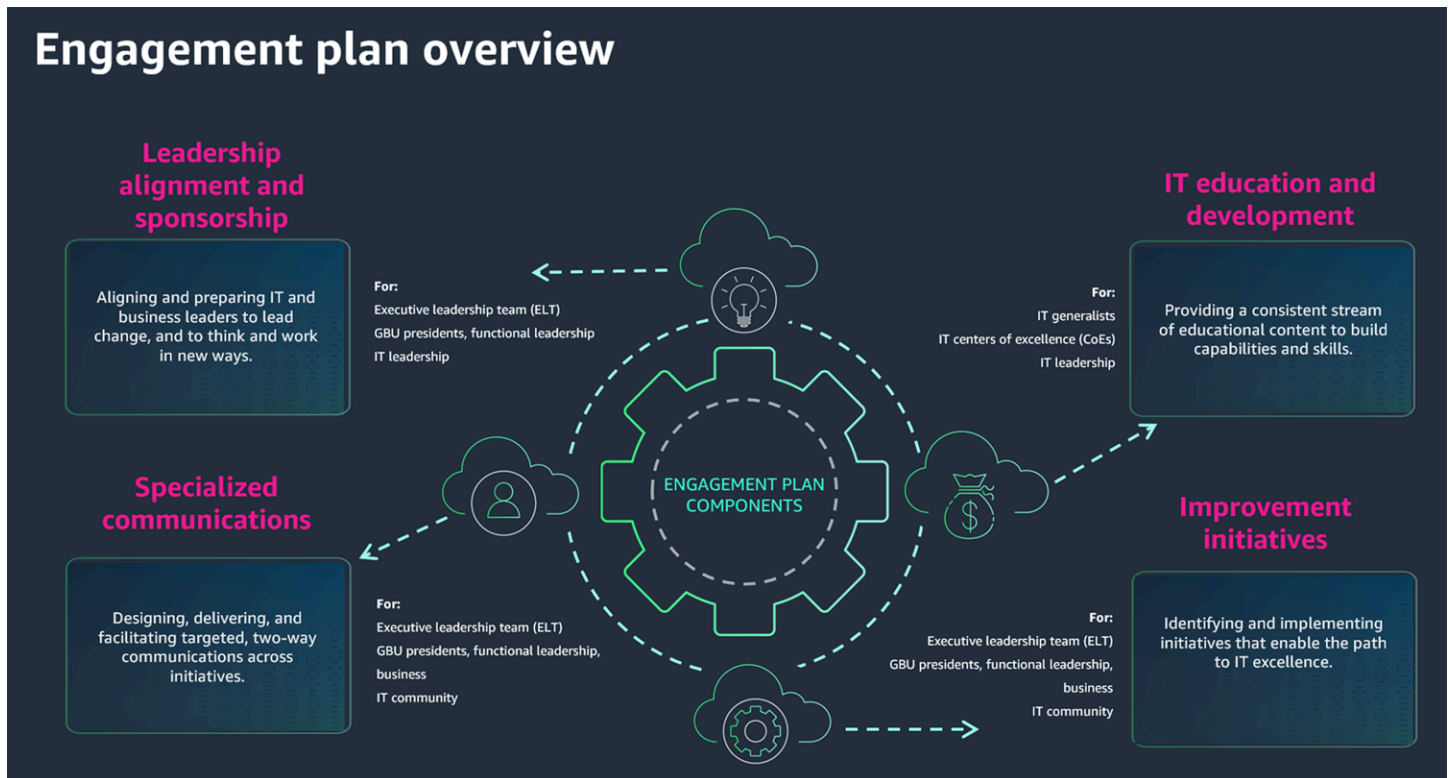 Engagement plan overview
Leadership
alignment and
sponsorship
Aligning and preparing IT and
business leaders to lead
change, and to think and work
in new ways.
For:
Executive leadership team (ELT)
GBU presidents, functional leadership
IT leadership
IT education and
development
For:
IT generalists
IT centers of excellence (CoEs)
IT leadership
Providing a consistent stream
of educational content to build
capabilities and skills.
ENGAGEMENT PLAN
COMPONENTS
$
Specialized
communications
Designing, delivering, and
facilitating targeted, two-way
communications across
initiatives.
For:
Executive leadership team (ELT)
GBU presidents, functional leadership,
business
IT community
Improvement
initiatives
For:
Executive leadership team (ELT)
GBU presidents, functional leadership,
business
IT community
Identifying and implementing
initiatives that enable the path
to IT excellence.